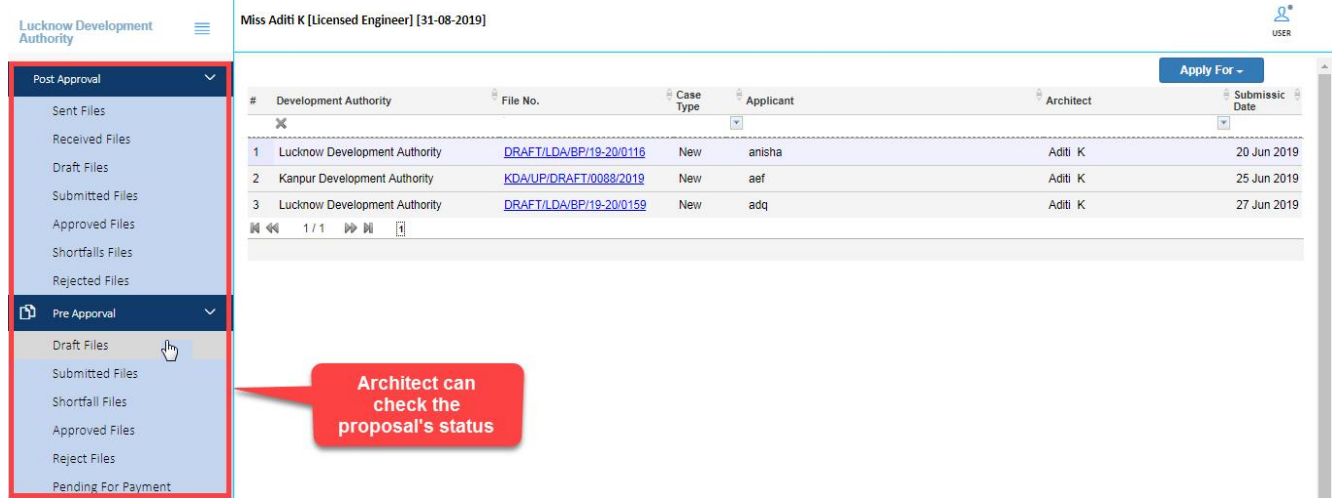 Lucknow Development
Authority
Miss Aditi K [Licensed Engineer] [31-08-2019]
USER
Post Approval
Sent Files
Received Files
Draft Files
Submitted Files
Approved Files
Shortfalls Files
Rejected Files
Pre Apporval
Draft Files
Submitted Files
Shortfall Files
Approved Files
Reject Files
Pending For Payment
Apply For
# Development Authority File No. Case Type Applicant Architect Submissic Date
1 Lucknow Development Authority DRAFT/LDA/BP/19-20/0116 New anisha Aditi K 20 Jun 2019
2 Kanpur Development Authority KDA/UP/DRAFT/0088/2019 New aef Aditi K 25 Jun 2019
3 Lucknow Development Authority DRAFT/LDA/BP/19-20/0159 New adq Aditi K 27 Jun 2019
1 / 1 1
Architect can
check the
proposal's status